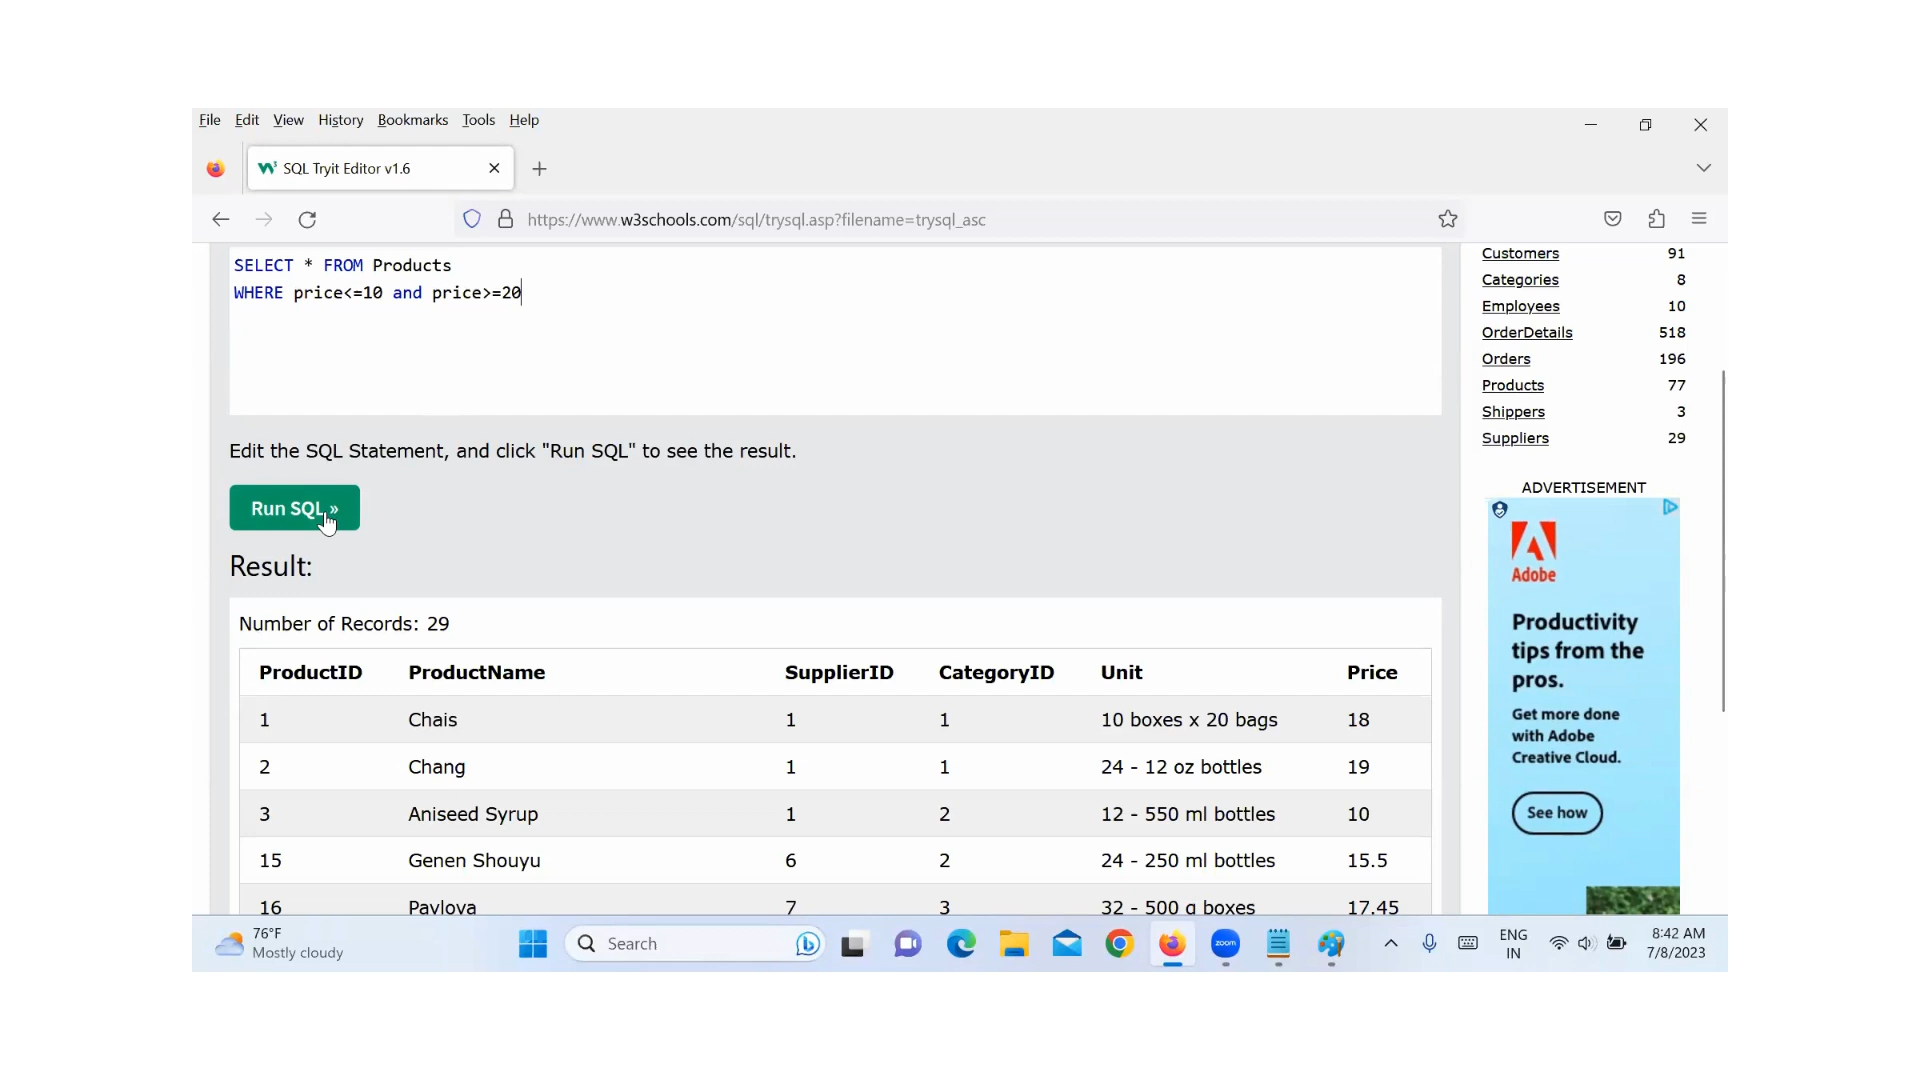 File Edit View History Bookmarks Tools Help
SQL Tryit Editor v1.6
https://www.w3schools.com/sql/trysql.asp?filename=trysql_asc
SELECT * FROM Products
WHERE price<=10 and price>=20
Edit the SQL Statement, and click "Run SQL" to see the result.
Run SQL »
Result:
Number of Records: 29
ProductID ProductName SupplierID CategoryID Unit Price
1 Chais 1 1 10 boxes x 20 bags 18
2 Chang 1 1 24 - 12 oz bottles 19
3 Aniseed Syrup 1 2 12 - 550 ml bottles 10
15 Genen Shouyu 6 2 24 - 250 ml bottles 15.5
16 Pavlova 7 3 32 - 500 g boxes 17.45
Customers 91
Categories 8
Employees 10
OrderDetails 518
Orders 196
Products 77
Shippers 3
Suppliers 29
ADVERTISEMENT
Adobe
Productivity
tips from the
pros.
Get more done
with Adobe
Creative Cloud.
See how
76°F
Mostly cloudy
Search
zoom
ENG
IN
8:42 AM
7/8/2023